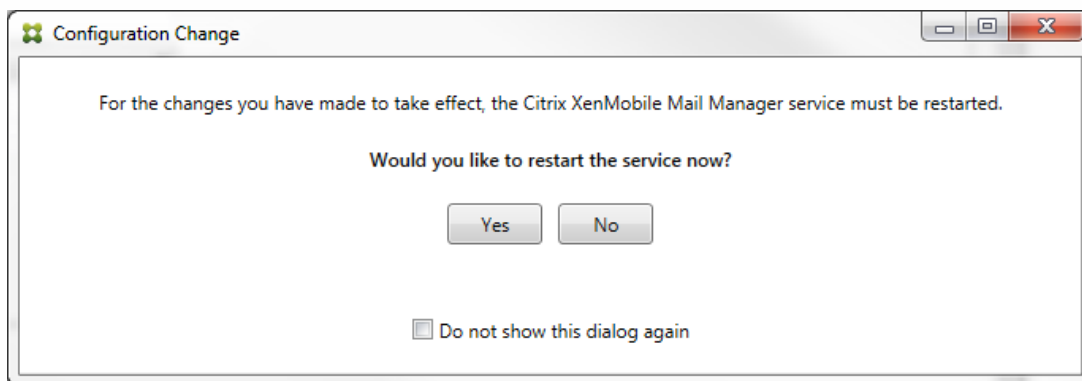 Configuration Change
For the changes you have made to take effect, the Citrix XenMobile Mail Manager service must be restarted.
Would you like to restart the service now?
Yes No
Do not show this dialog again